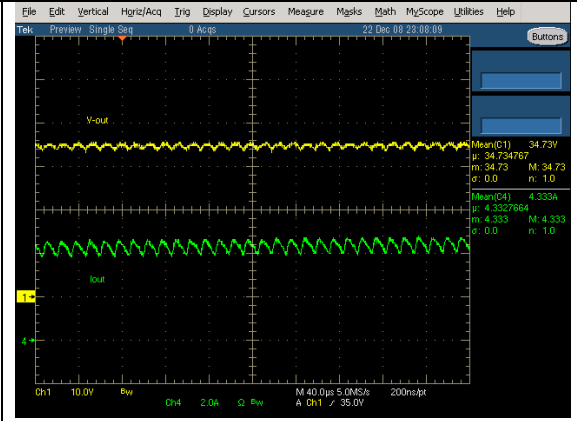 File Edit Vertical Horiz/Acq Trig Display Cursors Measure Masks Math MyScope Utilities Help
Tek Preview Single Seq 0 Acqs 22 Dec 08 23:08:09 Buttons
V-out
Mean(C1) 34.73V
µ: 34.734767
m: 34.73 M: 34.73
σ: 0.0 n: 1.0
Mean(C4) 4.333A
µ: 4.3327664
m: 4.333 M: 4.333
σ: 0.0 n: 1.0
Iout
1
4
Ch1 10.0V Bw M 40.0µs 5.0MS/s 200ns/pt
Ch4 2.0A Ω Bw A Ch1 / 35.0V